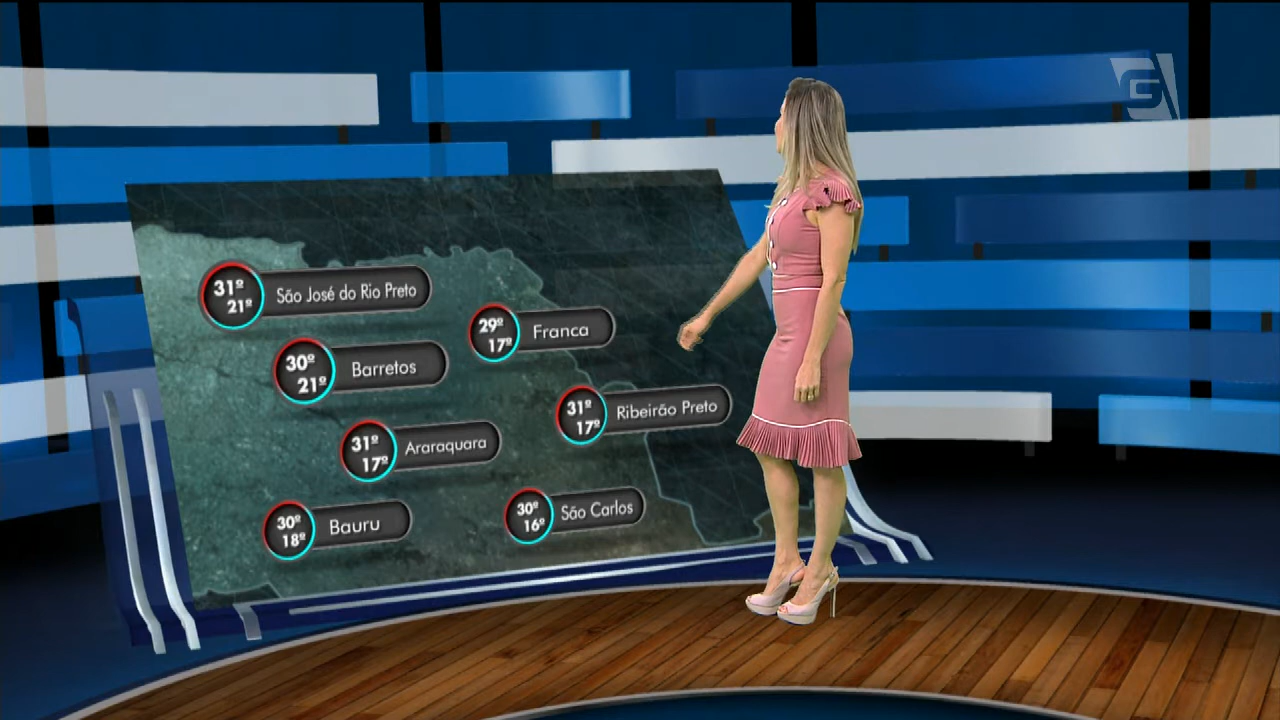 31º
21º
São José do Rio Preto
29º
17º
Franca
30º
21º
Barretos
31º
17º
Ribeirão Preto
31º
17º
Araraquara
30º
16º
São Carlos
30º
18º
Bauru
G